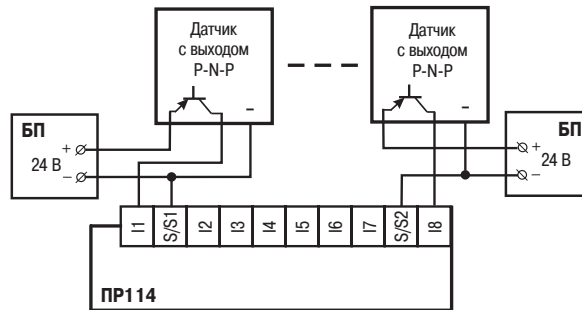 Датчик
с выходом
P-N-P
–
Датчик
с выходом
P-N-P
–
БП
+
24 В
–
БП
+
24 В
–
I1
S/S1
I2
I3
I4
I5
I6
I7
S/S2
I8
ПР114